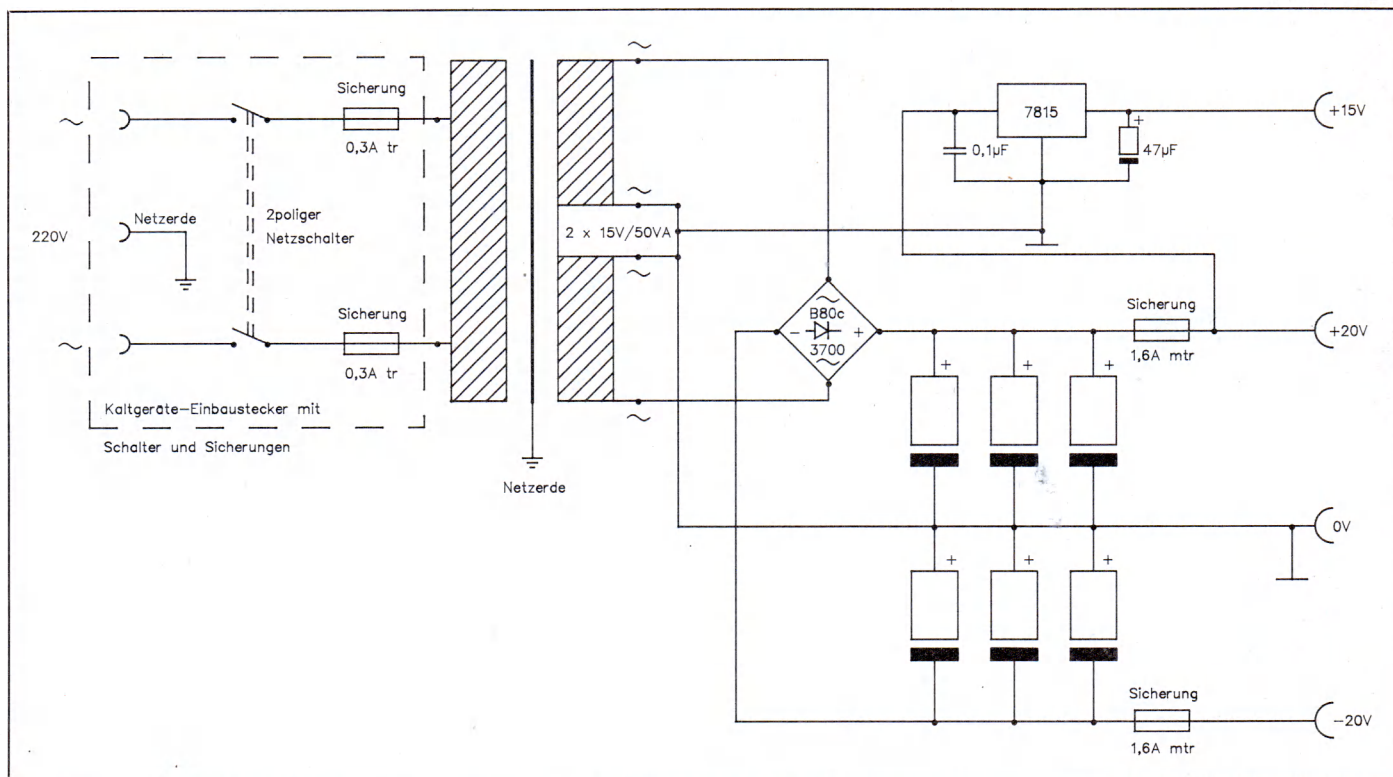 Sicherung
0,3A tr
220V
Netzerde
2poliger
Netzschalter
Sicherung
0,3A tr
Kaltgeräte-Einbaustecker mit
Schalter und Sicherungen
Netzerde
~
~
~
~
~
~
2 x 15V/50VA
~
B80c
- +
3700
~
7815
0,1µF
+
47µF
+15V
Sicherung
1,6A mtr
+20V
+ + +
0V
+ + +
Sicherung
1,6A mtr
-20V